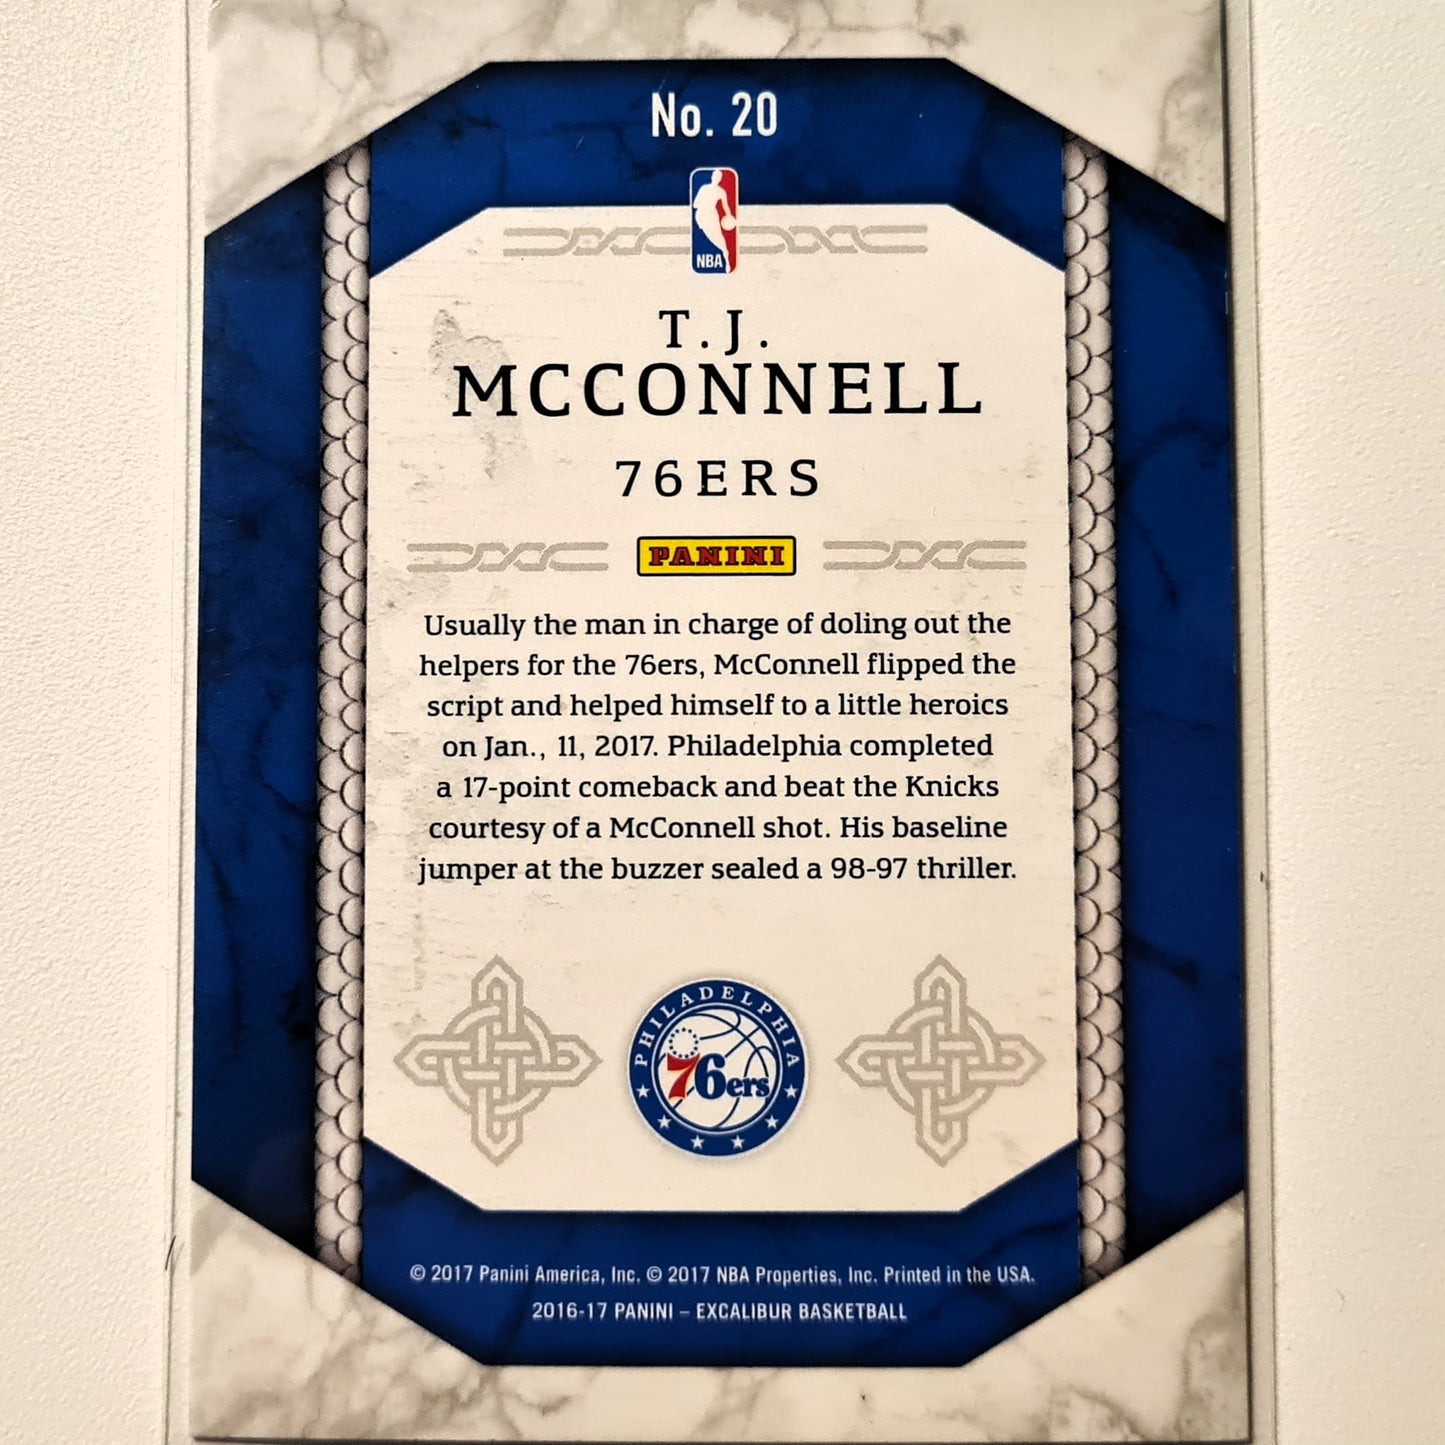 No. 20
NBA
T.J.
MCCONNELL
76ERS
PANINI
Usually the man in charge of doling out the
helpers for the 76ers, McConnell flipped the
script and helped himself to a little heroics
on Jan., 11, 2017. Philadelphia completed
a 17-point comeback and beat the Knicks
courtesy of a McConnell shot. His baseline
jumper at the buzzer sealed a 98-97 thriller.
PHILADELPHIA
76ers
© 2017 Panini America, Inc. © 2017 NBA Properties, Inc. Printed in the USA.
2016-17 PANINI – EXCALIBUR BASKETBALL